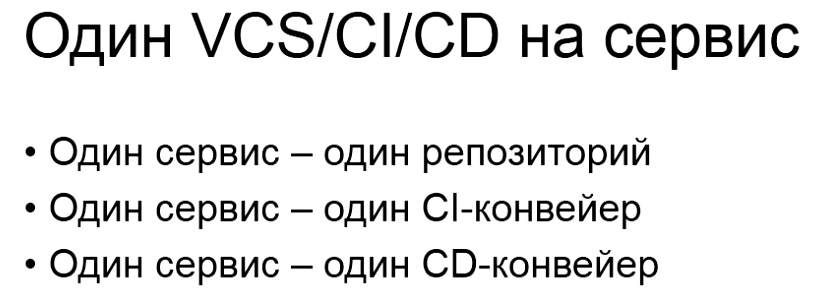 Один VCS/CI/CD на сервис
• Один сервис – один репозиторий
• Один сервис – один CI-конвейер
• Один сервис – один CD-конвейер